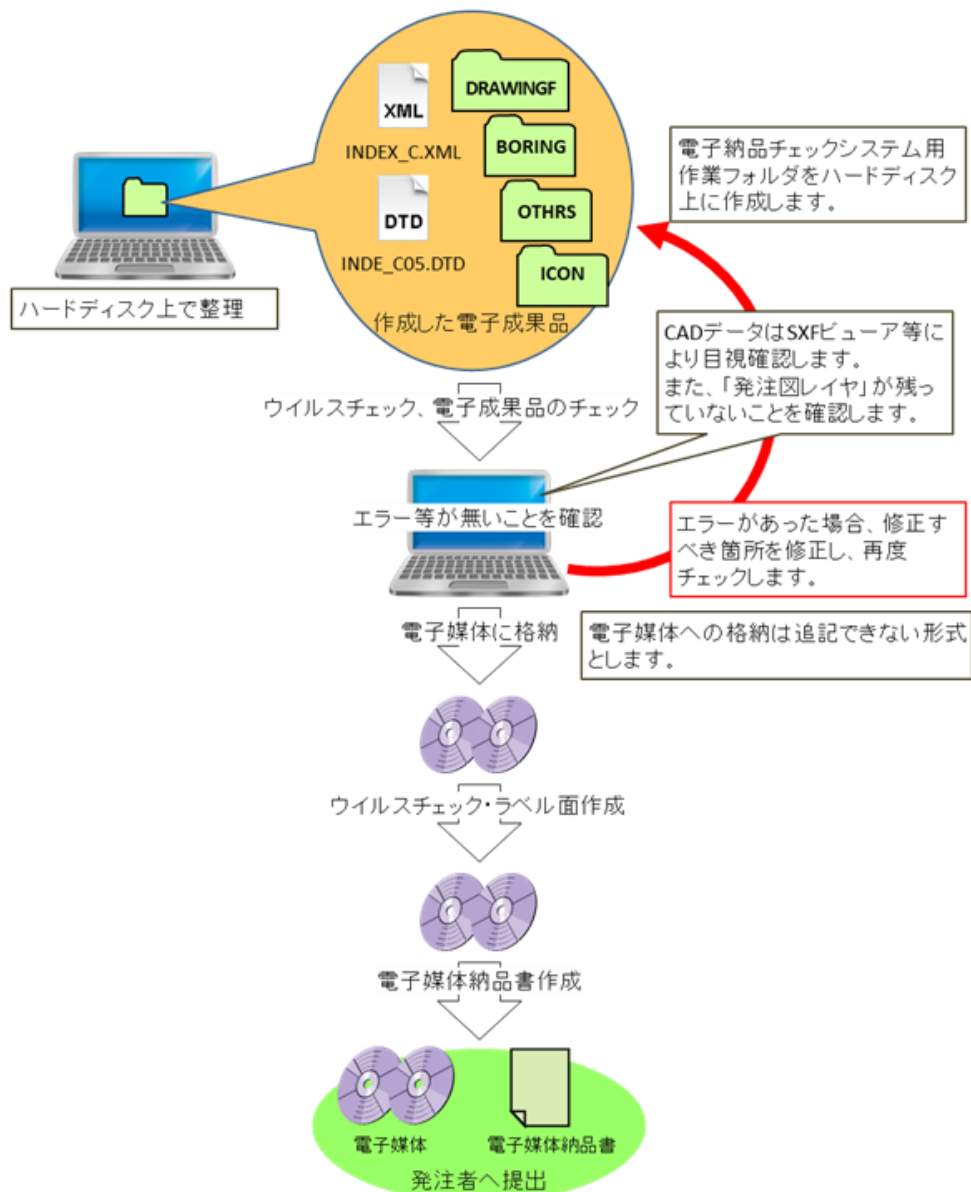 XML
INDEX_C.XML
DTD
INDE_C05.DTD
DRAWINGF
BORING
OTHRS
ICON
作成した電子成果品
ハードディスク上で整理
電子納品チェックシステム用
作業フォルダをハードディスク
上に作成します。
ウイルスチェック、電子成果品のチェック
CADデータはSXFビューア等に
より目視確認します。
また、「発注図レイヤ」が残っ
ていないことを確認します。
エラー等が無いことを確認
エラーがあった場合、修正す
べき箇所を修正し、再度
チェックします。
電子媒体に格納
電子媒体への格納は追記できない形式
とします。
ウイルスチェック・ラベル面作成
電子媒体納品書作成
電子媒体
電子媒体納品書
発注者へ提出